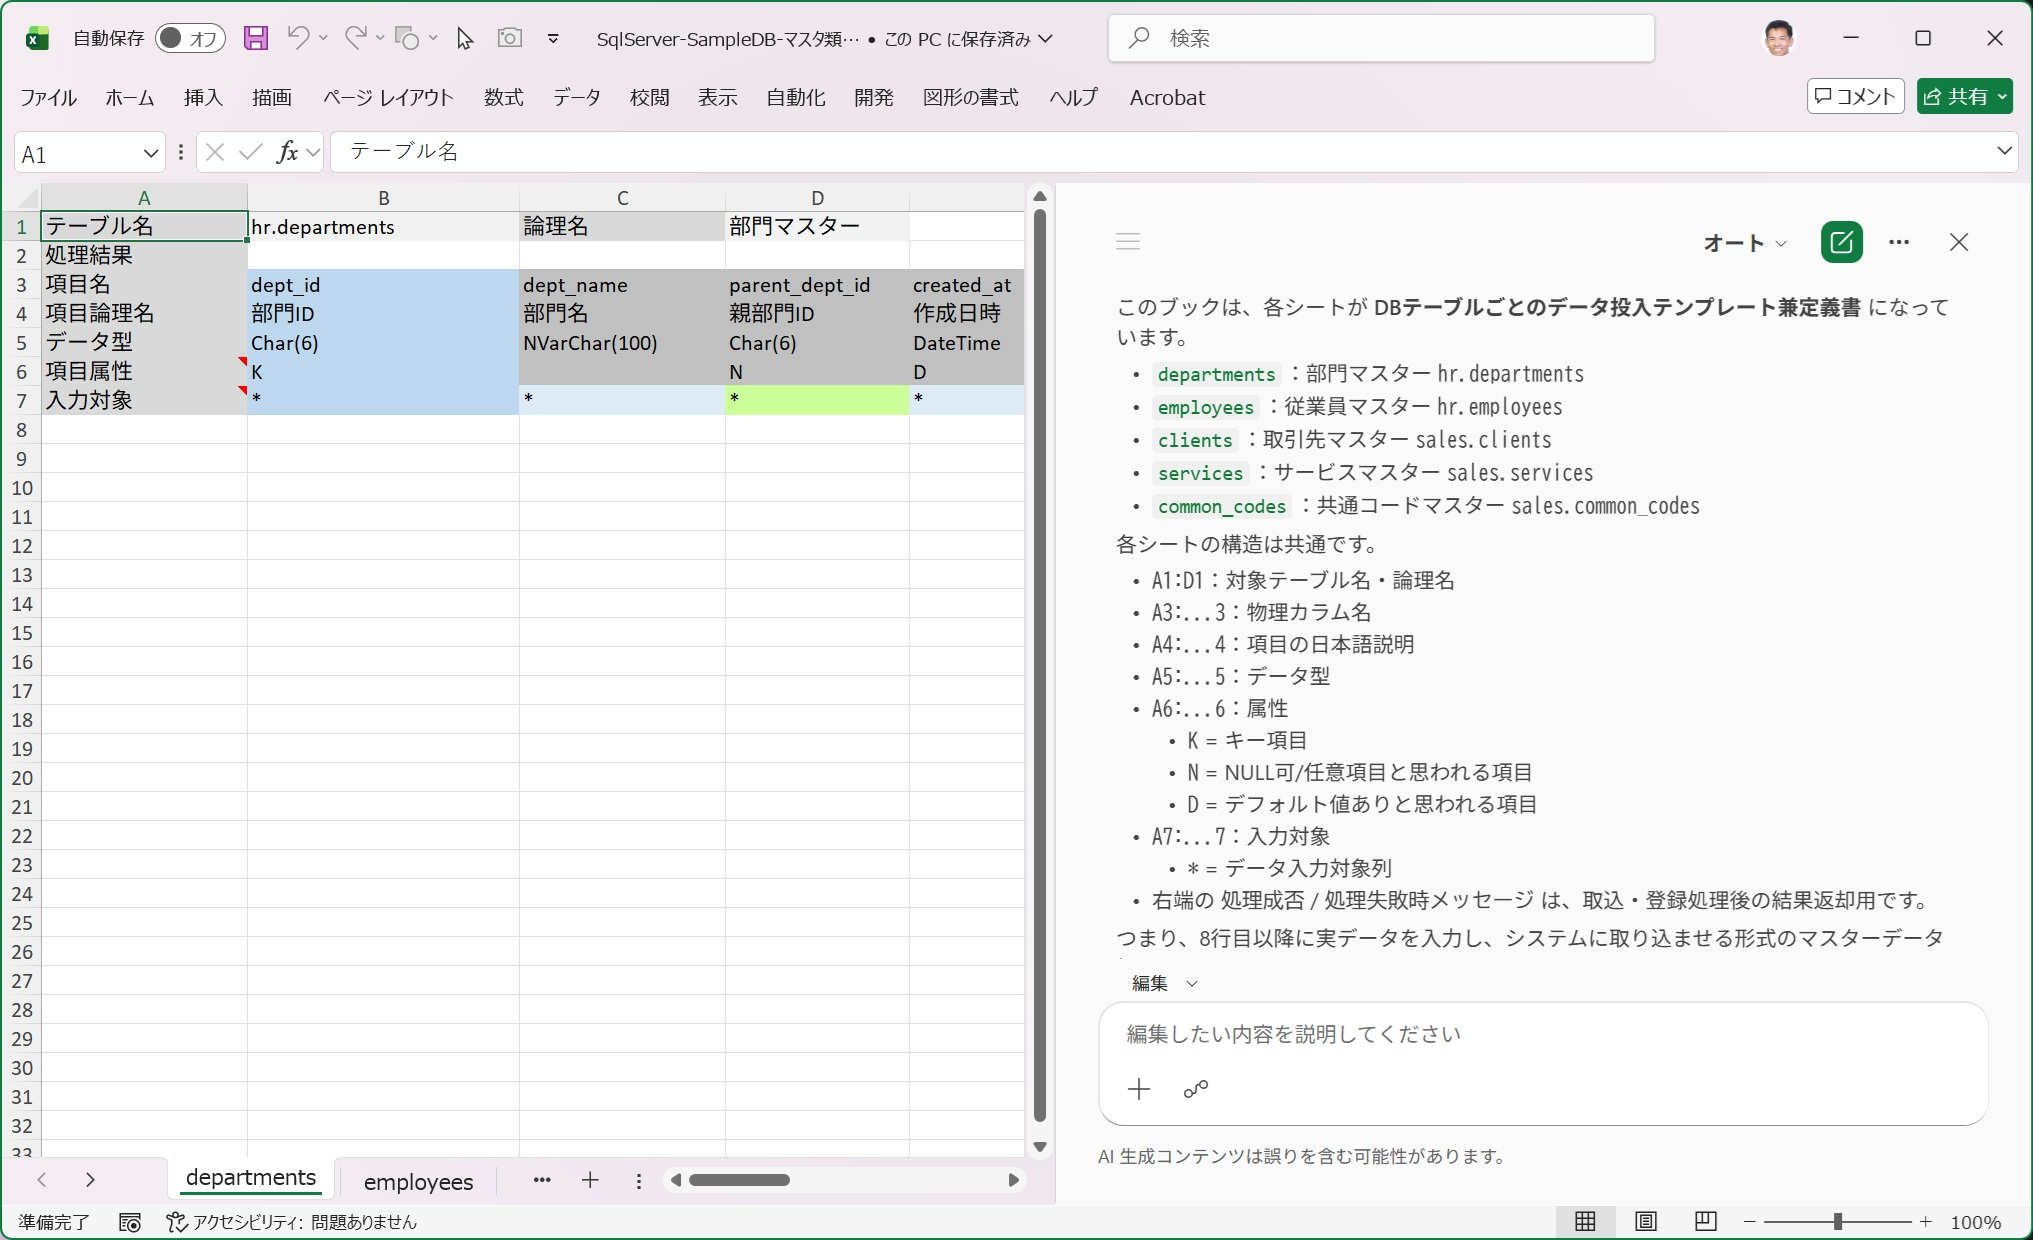 自動保存 オフ SqlServer-SampleDB-マスタ類… • この PC に保存済み 検索
ファイル ホーム 挿入 描画 ページ レイアウト 数式 データ 校閲 表示 自動化 開発 図形の書式 ヘルプ Acrobat コメント 共有
A1 fx テーブル名
A B C D
1 テーブル名 hr.departments 論理名 部門マスター
2 処理結果
3 項目名 dept_id dept_name parent_dept_id created_at
4 項目論理名 部門ID 部門名 親部門ID 作成日時
5 データ型 Char(6) NVarChar(100) Char(6) DateTime
6 項目属性 K N D
7 入力対象 * * * *
8
9
10
11
12
13
14
15
16
17
18
19
20
21
22
23
24
25
26
27
28
29
30
31
32
33
departments employees
準備完了 アクセシビリティ: 問題ありません
オート
このブックは、各シートが DBテーブルごとのデータ投入テンプレート兼定義書 になって
います。
• departments ：部門マスター hr.departments
• employees ：従業員マスター hr.employees
• clients ：取引先マスター sales.clients
• services ：サービスマスター sales.services
• common_codes ：共通コードマスター sales.common_codes
各シートの構造は共通です。
• A1:D1：対象テーブル名・論理名
• A3:...3：物理カラム名
• A4:...4：項目の日本語説明
• A5:...5：データ型
• A6:...6：属性
• K = キー項目
• N = NULL可/任意項目と思われる項目
• D = デフォルト値ありと思われる項目
• A7:...7：入力対象
• * = データ入力対象列
• 右端の 処理成否 / 処理失敗時メッセージ は、取込・登録処理後の結果返却用です。
つまり、8行目以降に実データを入力し、システムに取り込ませる形式のマスターデータ
編集
編集したい内容を説明してください
AI 生成コンテンツは誤りを含む可能性があります。
100%